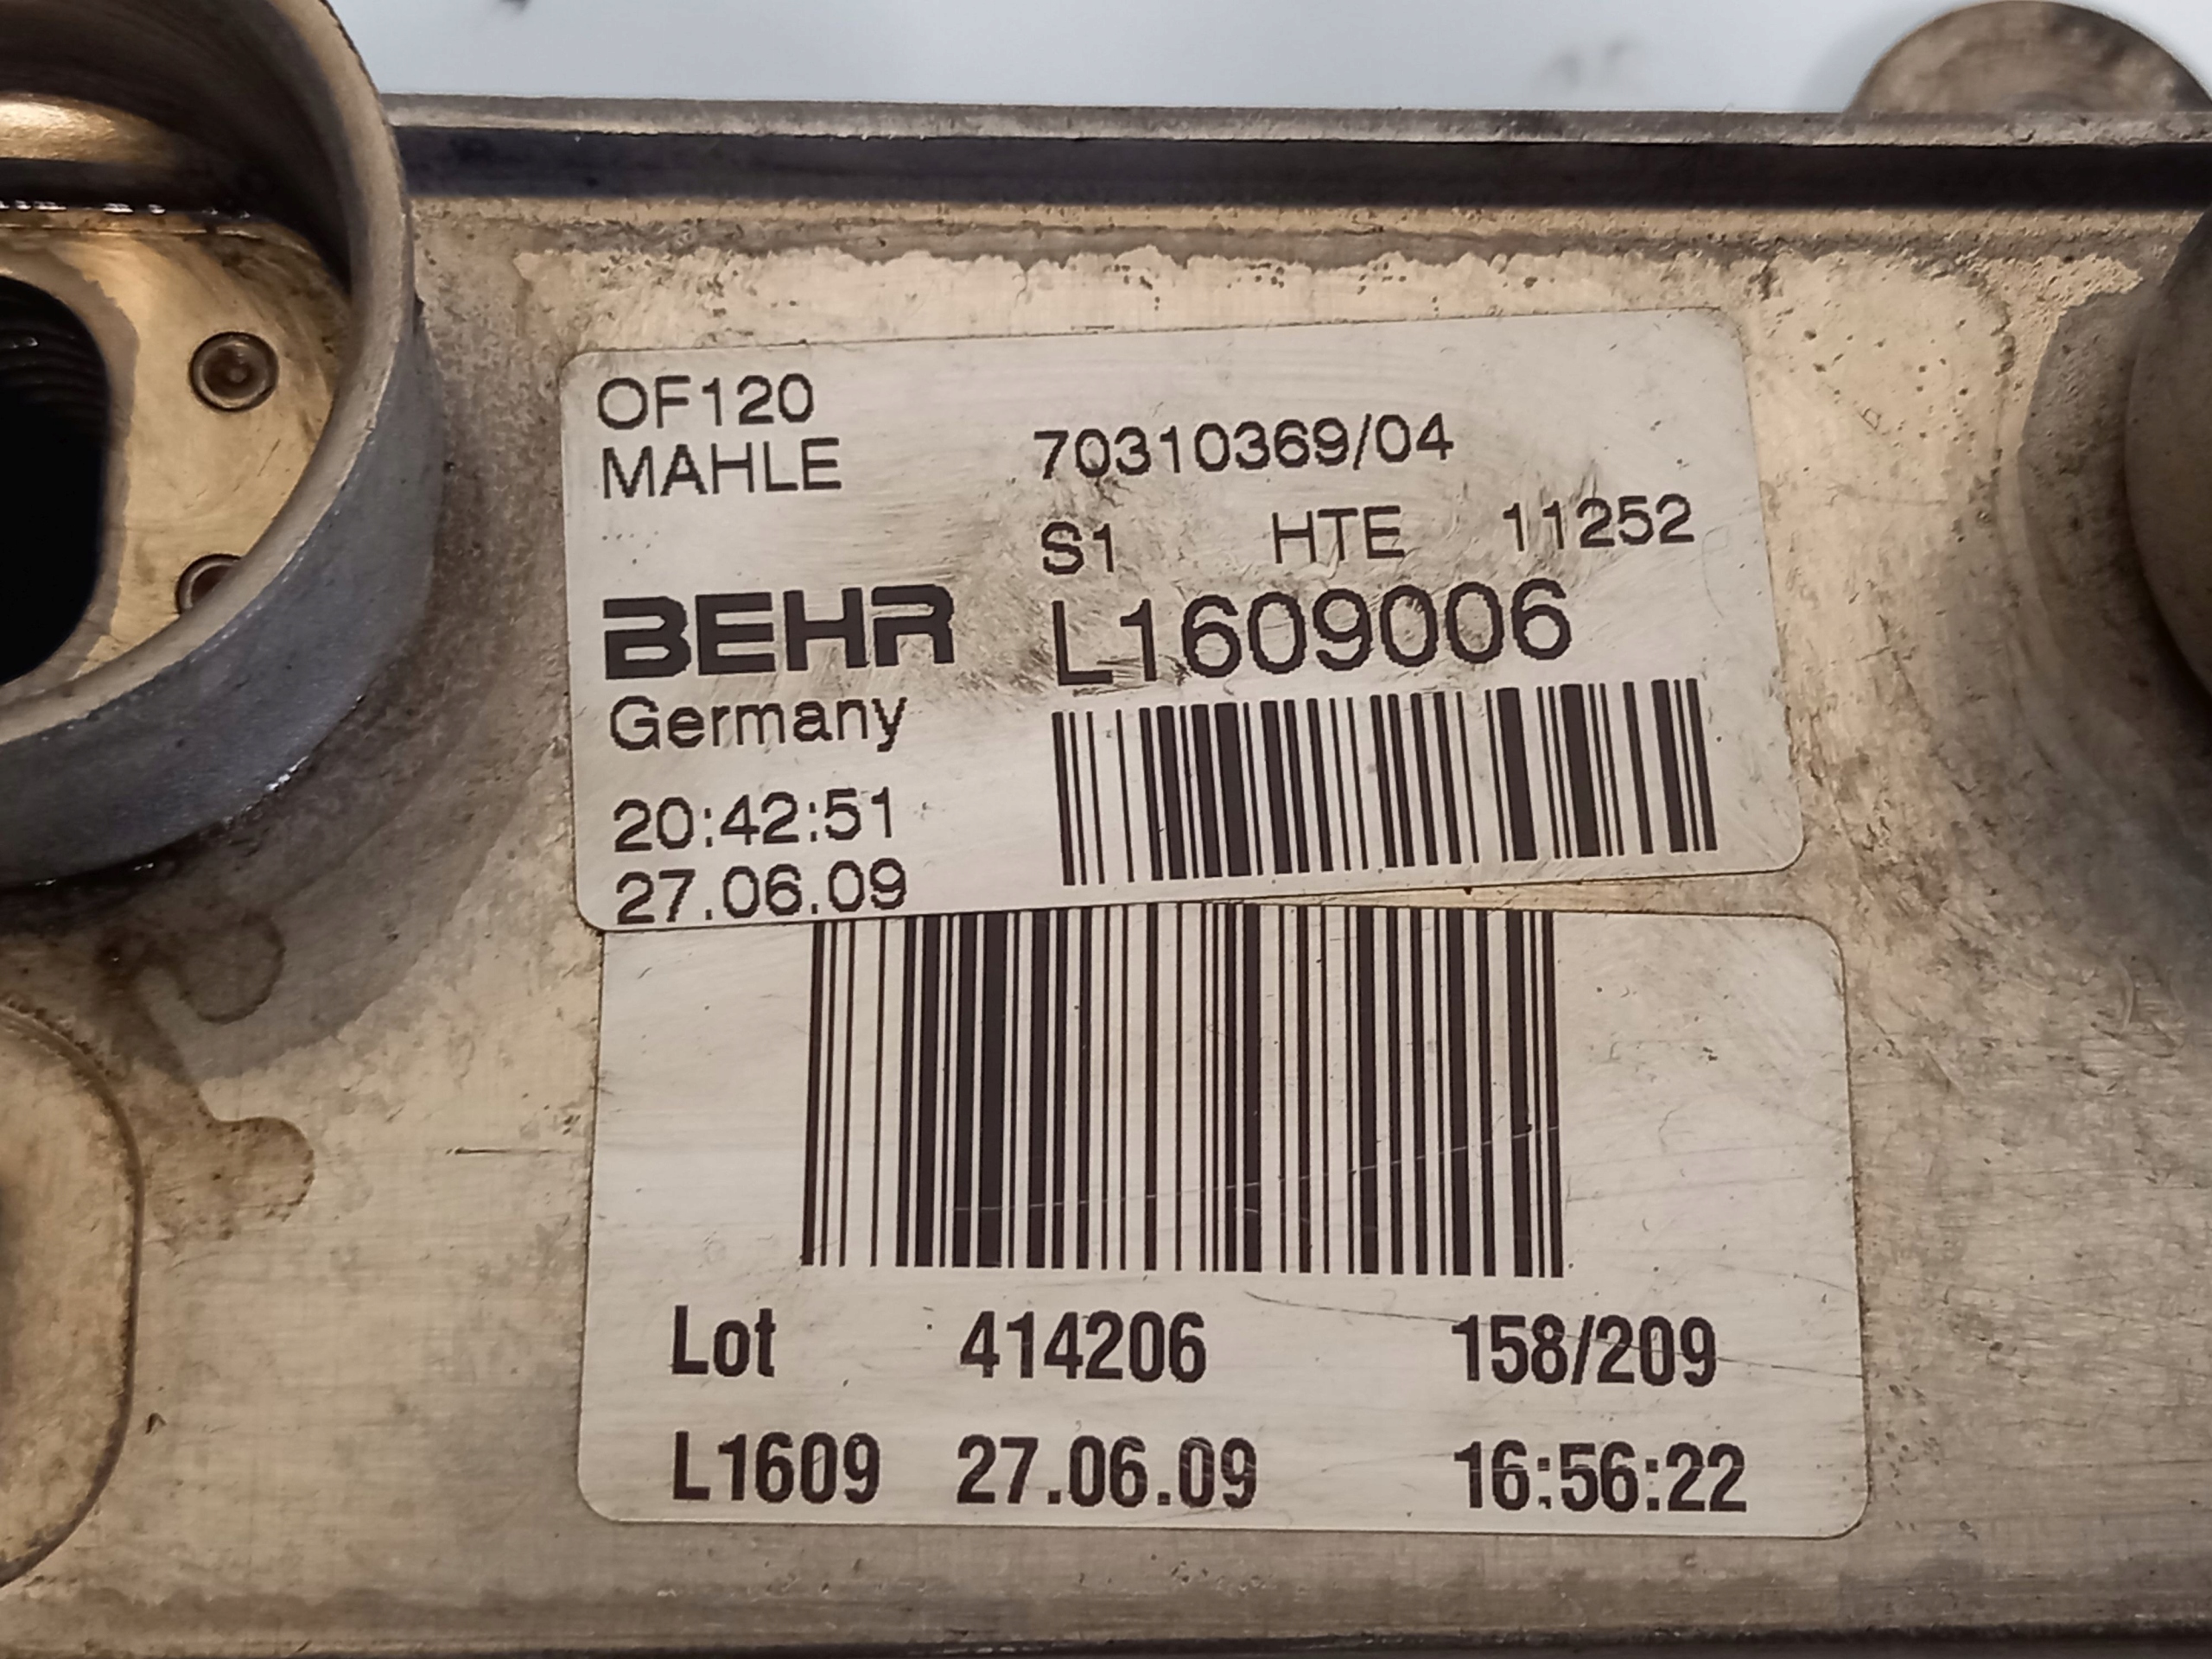 OF120
MAHLE 70310369/04
S1 HTE 11252
BEHR L1609006
Germany
20:42:51
27.06.09
Lot 414206 158/209
L1609 27.06.09 16:56:22